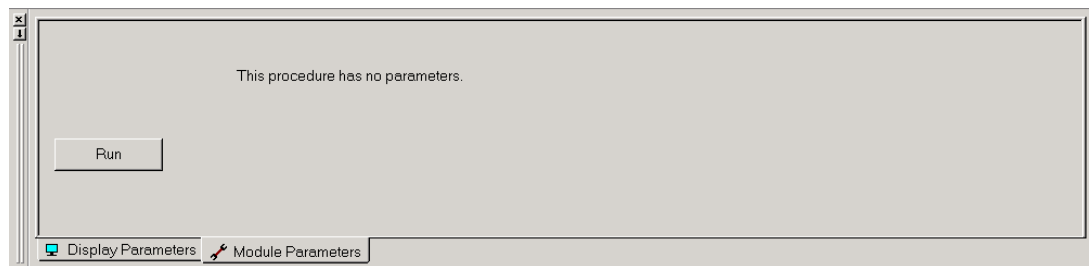 This procedure has no parameters.
Run
Display Parameters
Module Parameters